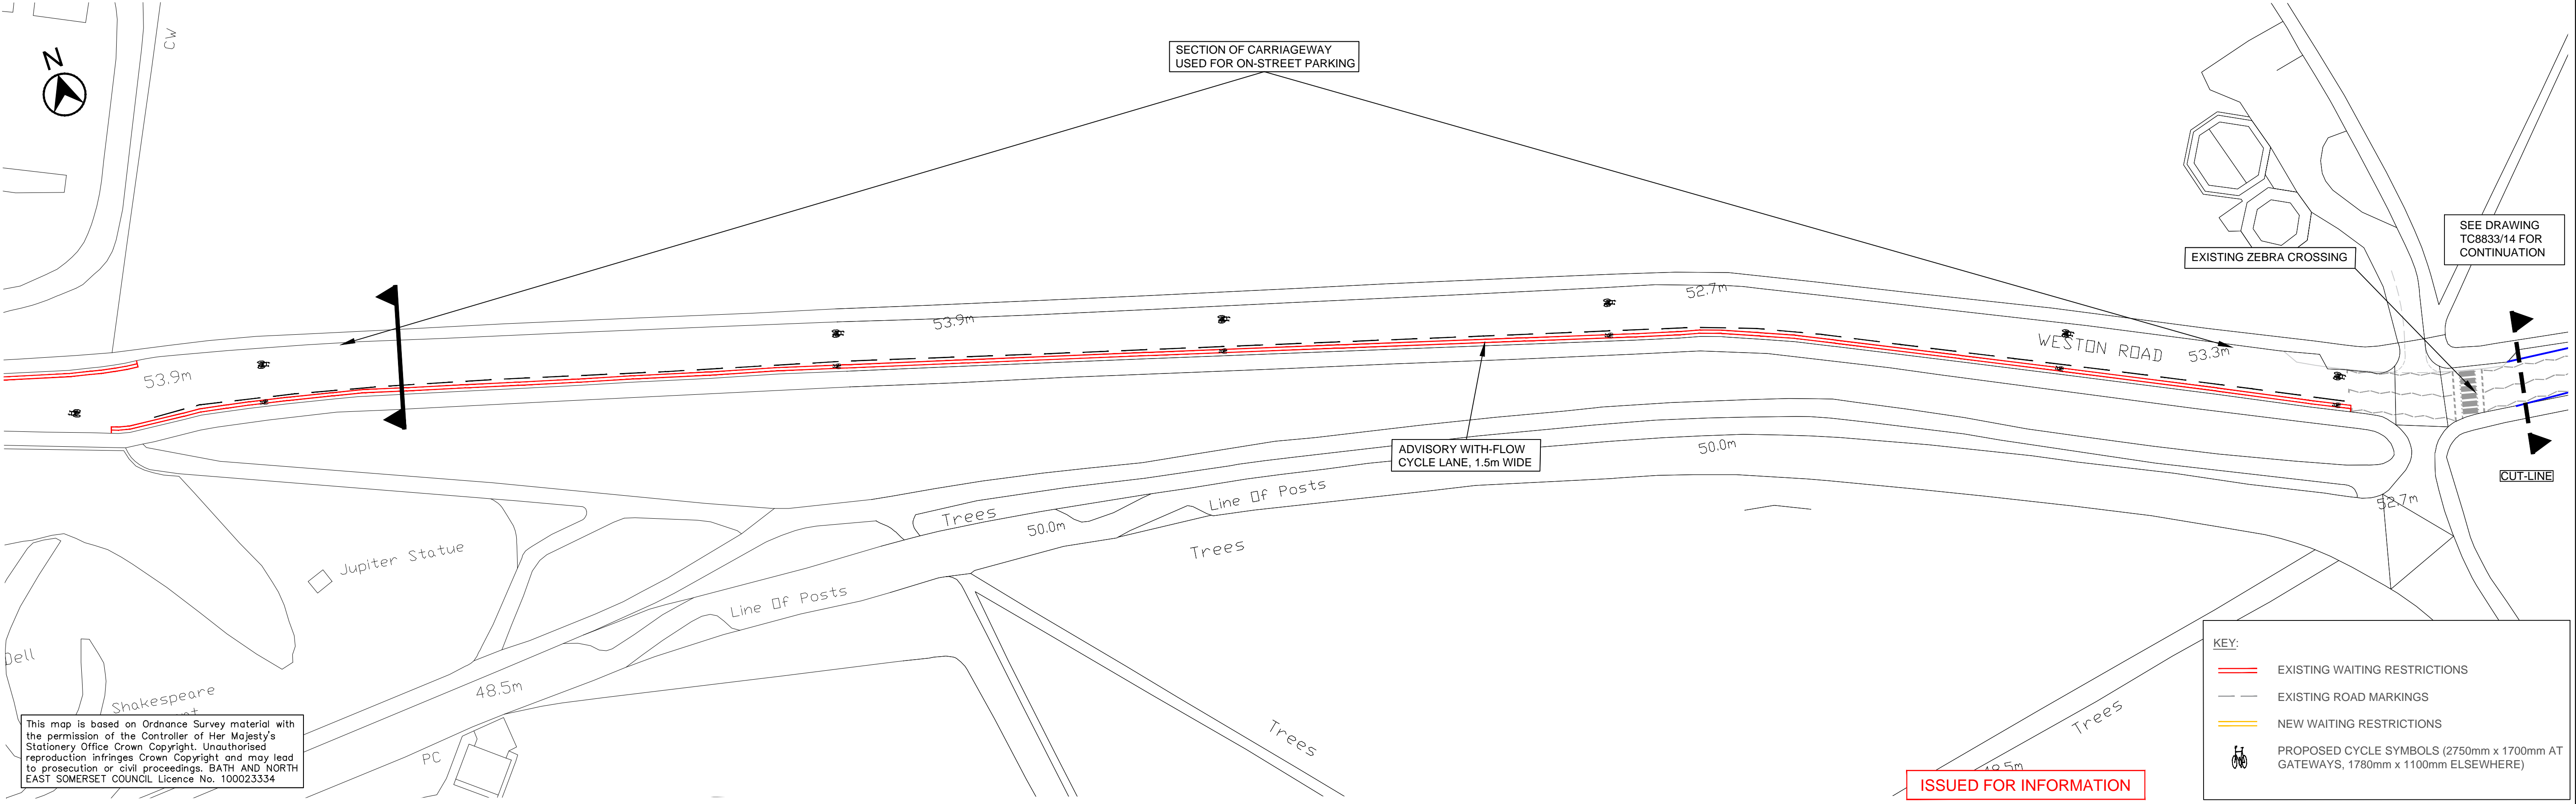 N
CW
SECTION OF CARRIAGEWAY
USED FOR ON-STREET PARKING
SEE DRAWING
TC8833/14 FOR
CONTINUATION
EXISTING ZEBRA CROSSING
52.7m
53.9m
WESTON ROAD
53.3m
53.9m
ADVISORY WITH-FLOW
CYCLE LANE, 1.5m WIDE
50.0m
CUT-LINE
Line Of Posts
52.7m
Trees
50.0m
Trees
Jupiter Statue
Line Of Posts
Dell
Shakespeare
48.5m
Trees
Trees
PC
48.5m
This map is based on Ordnance Survey material with
the permission of the Controller of Her Majesty's
Stationery Office Crown Copyright. Unauthorised
reproduction infringes Crown Copyright and may lead
to prosecution or civil proceedings. BATH AND NORTH
EAST SOMERSET COUNCIL Licence No. 100023334
ISSUED FOR INFORMATION
KEY:
EXISTING WAITING RESTRICTIONS
EXISTING ROAD MARKINGS
NEW WAITING RESTRICTIONS
PROPOSED CYCLE SYMBOLS (2750mm x 1700mm AT
GATEWAYS, 1780mm x 1100mm ELSEWHERE)